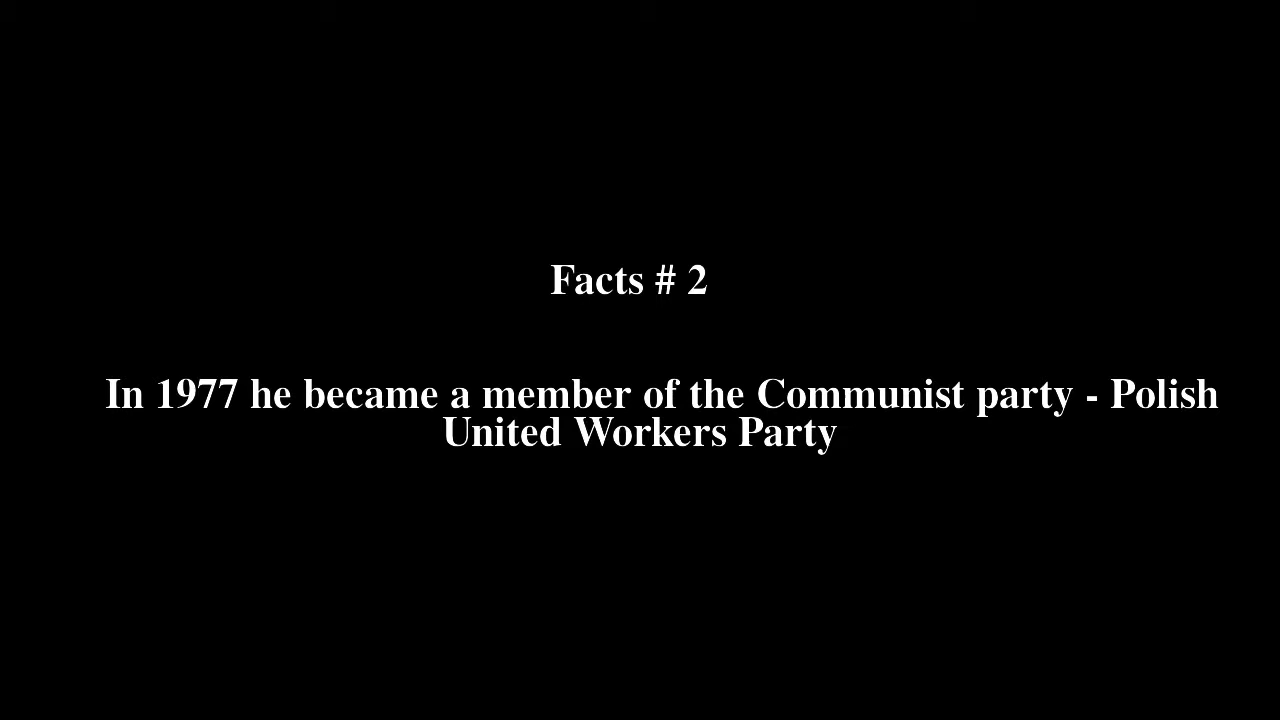 Facts # 2
In 1977 he became a member of the Communist party - Polish
United Workers Party